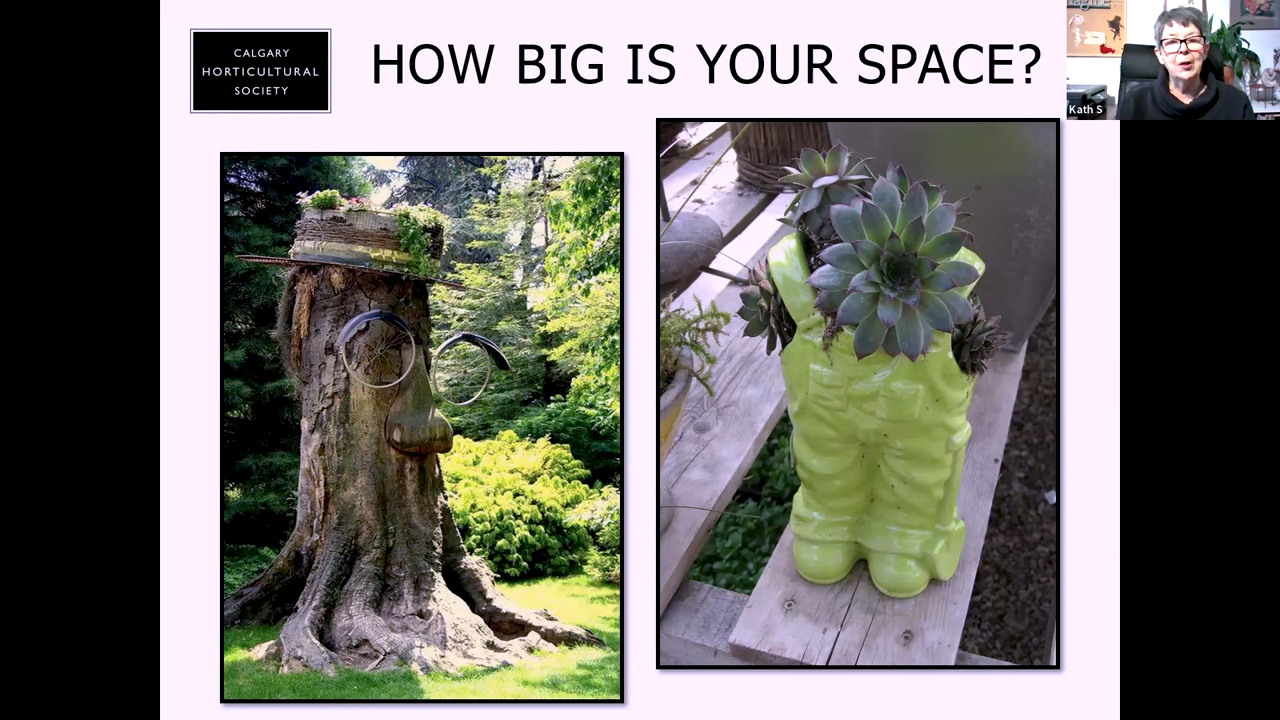 CALGARY
HORTICULTURAL
SOCIETY
HOW BIG IS YOUR SPACE?
Kath S